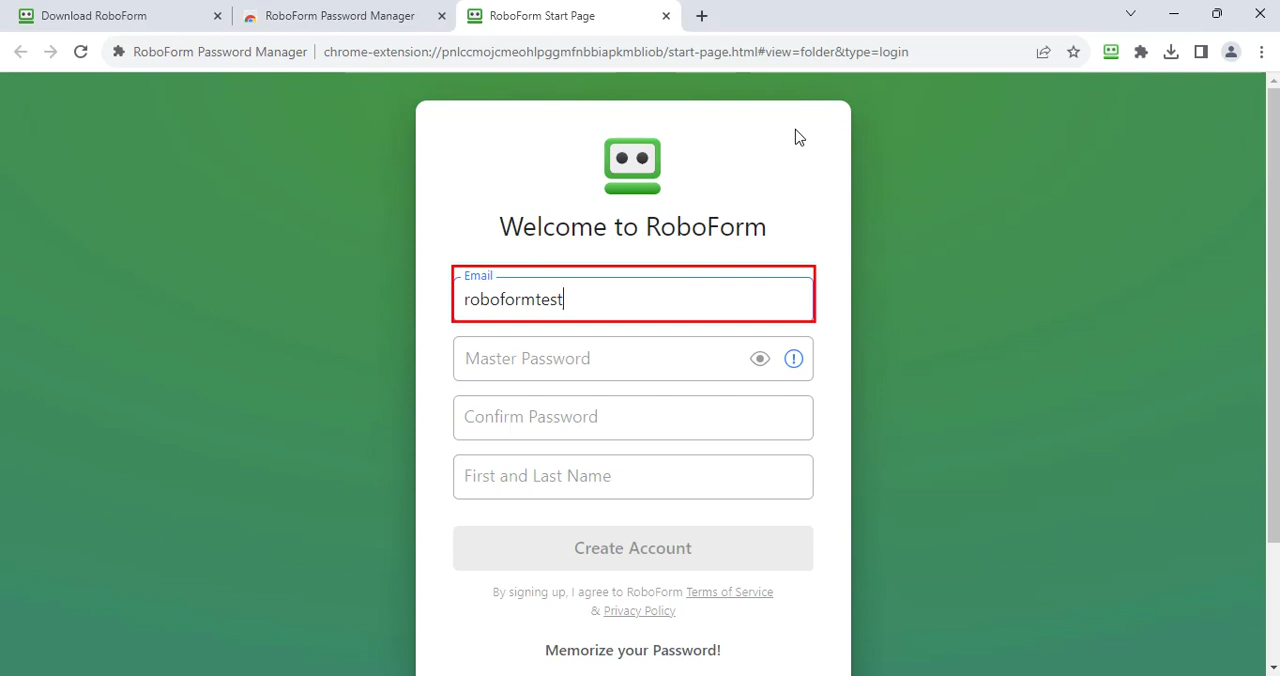 Download RoboForm
RoboForm Password Manager
RoboForm Start Page
RoboForm Password Manager
chrome-extension://pnlccmojcmeohlpggmfnbbiapkmbliob/start-page.html#view=folder&type=login
Welcome to RoboForm
Email
roboformtest
Master Password
Confirm Password
First and Last Name
Create Account
By signing up, I agree to RoboForm Terms of Service
& Privacy Policy
Memorize your Password!